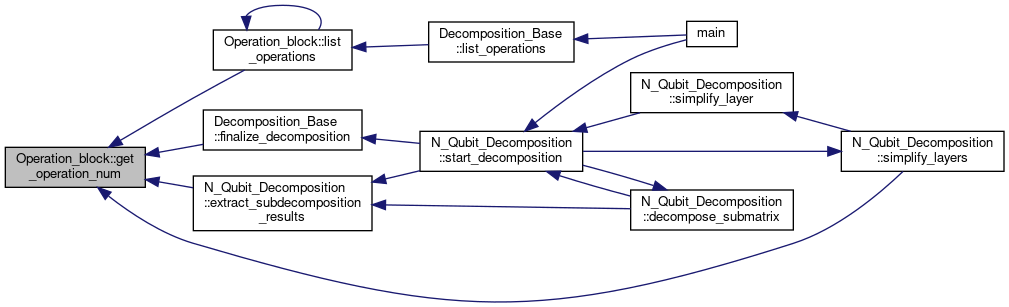 Operation_block::get
_operation_num
Operation_block::list
_operations
Decomposition_Base
::finalize_decomposition
N_Qubit_Decomposition
::extract_subdecomposition
_results
Decomposition_Base
::list_operations
N_Qubit_Decomposition
::start_decomposition
main
N_Qubit_Decomposition
::simplify_layer
N_Qubit_Decomposition
::decompose_submatrix
N_Qubit_Decomposition
::simplify_layers